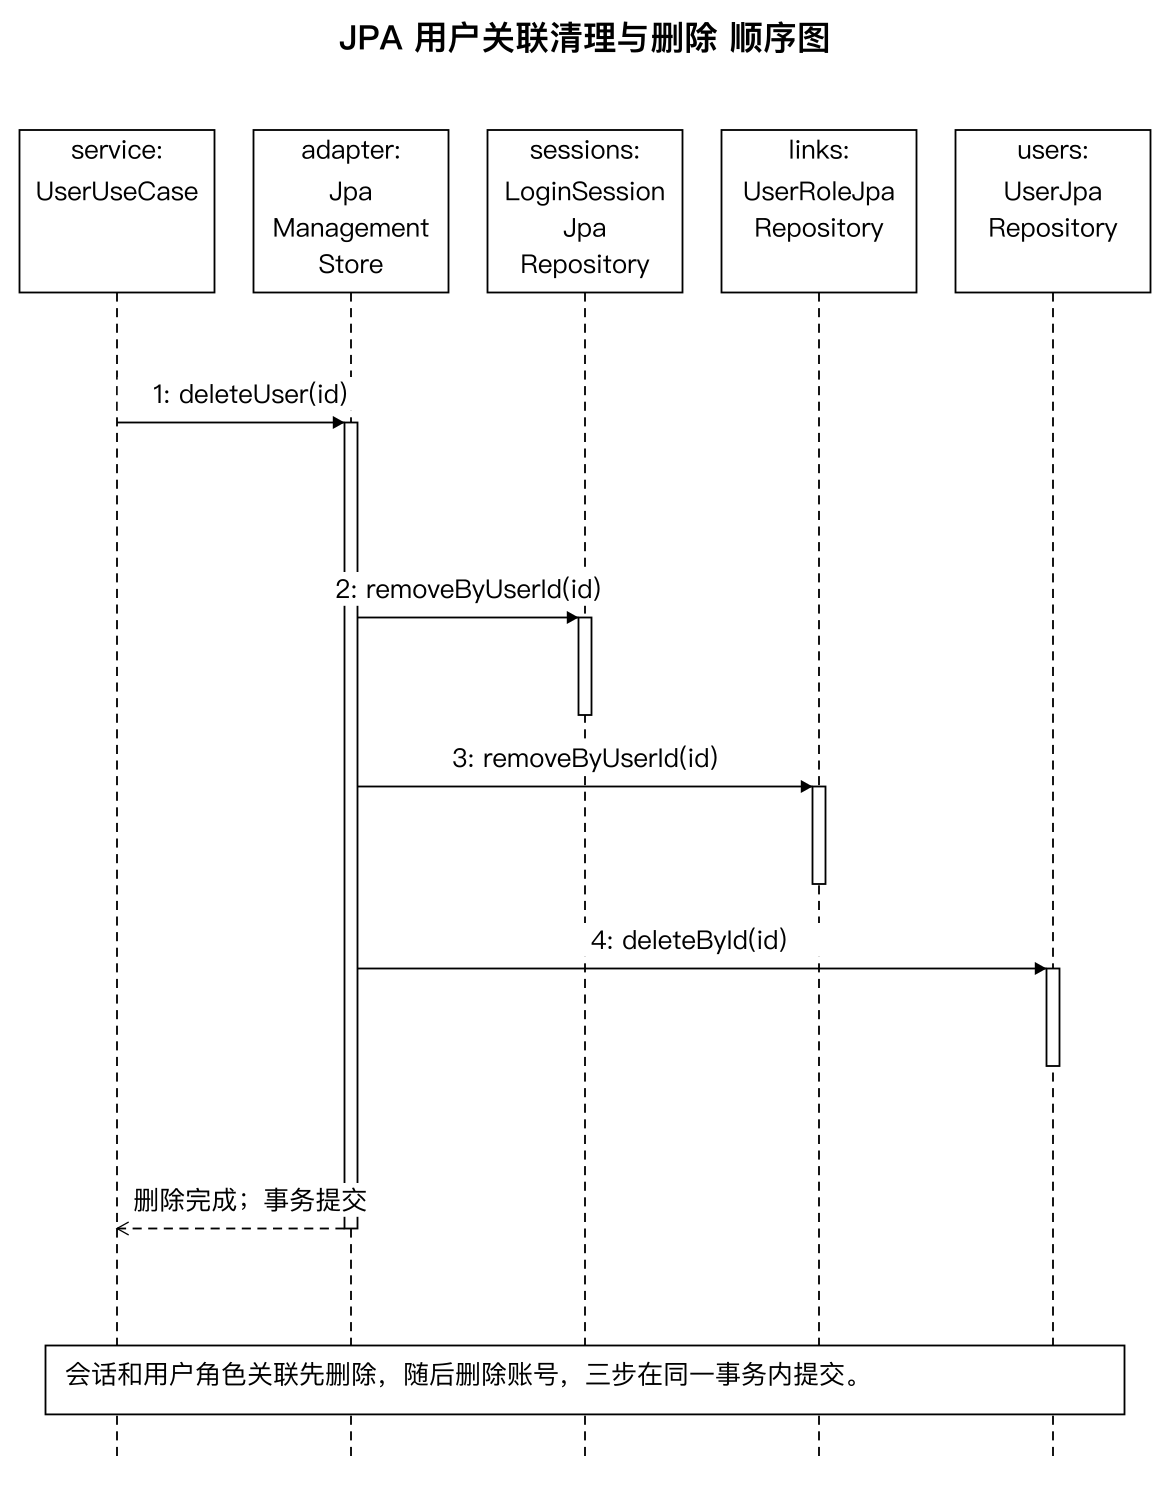 JPA 用户关联清理与删除 顺序图
service:
UserUseCase
adapter:
Jpa
Management
Store
sessions:
LoginSession
Jpa
Repository
links:
UserRoleJpa
Repository
users:
UserJpa
Repository
1: deleteUser(id)
2: removeByUserId(id)
3: removeByUserId(id)
4: deleteById(id)
删除完成；事务提交
会话和用户角色关联先删除，随后删除账号，三步在同一事务内提交。